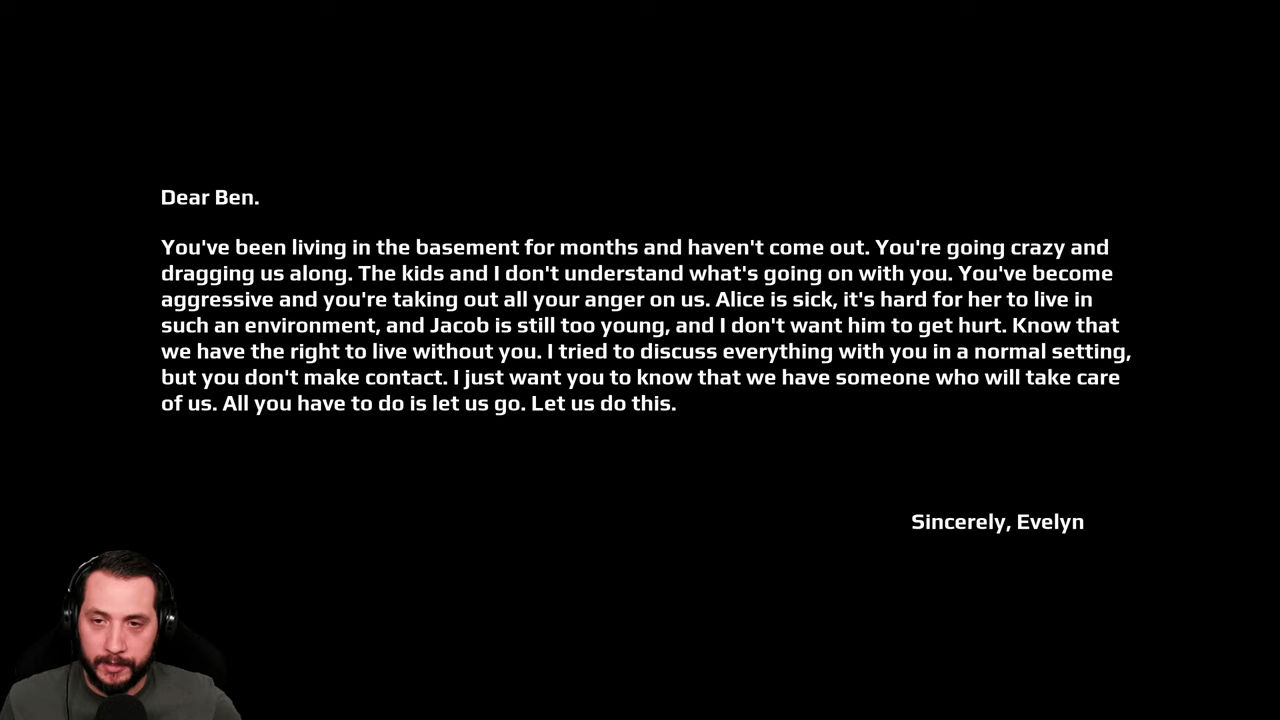 Dear Ben.
You've been living in the basement for months and haven't come out. You're going crazy and
dragging us along. The kids and I don't understand what's going on with you. You've become
aggressive and you're taking out all your anger on us. Alice is sick, it's hard for her to live in
such an environment, and Jacob is still too young, and I don't want him to get hurt. Know that
we have the right to live without you. I tried to discuss everything with you in a normal setting,
but you don't make contact. I just want you to know that we have someone who will take care
of us. All you have to do is let us go. Let us do this.
Sincerely, Evelyn